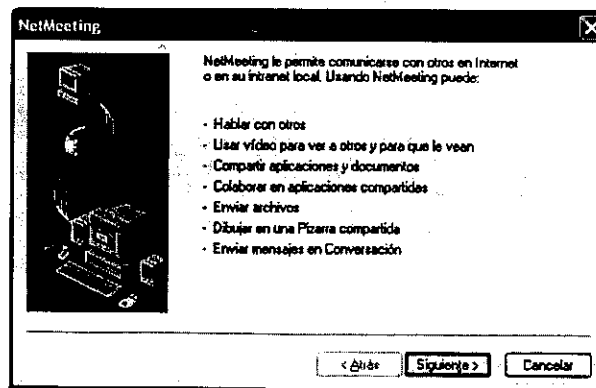 NetMeeting
NetMeeting le permite comunicarse con otros en Internet
o en su intranet local. Usando NetMeeting puede:
- Hablar con otros
- Usar vídeo para ver a otros y para que le vean
- Compartir aplicaciones y documentos
- Colaborar en aplicaciones compartidas
- Enviar archivos
- Dibujar en una Pizarra compartida
- Enviar mensajes en Conversación
< Atrás Siguiente > Cancelar